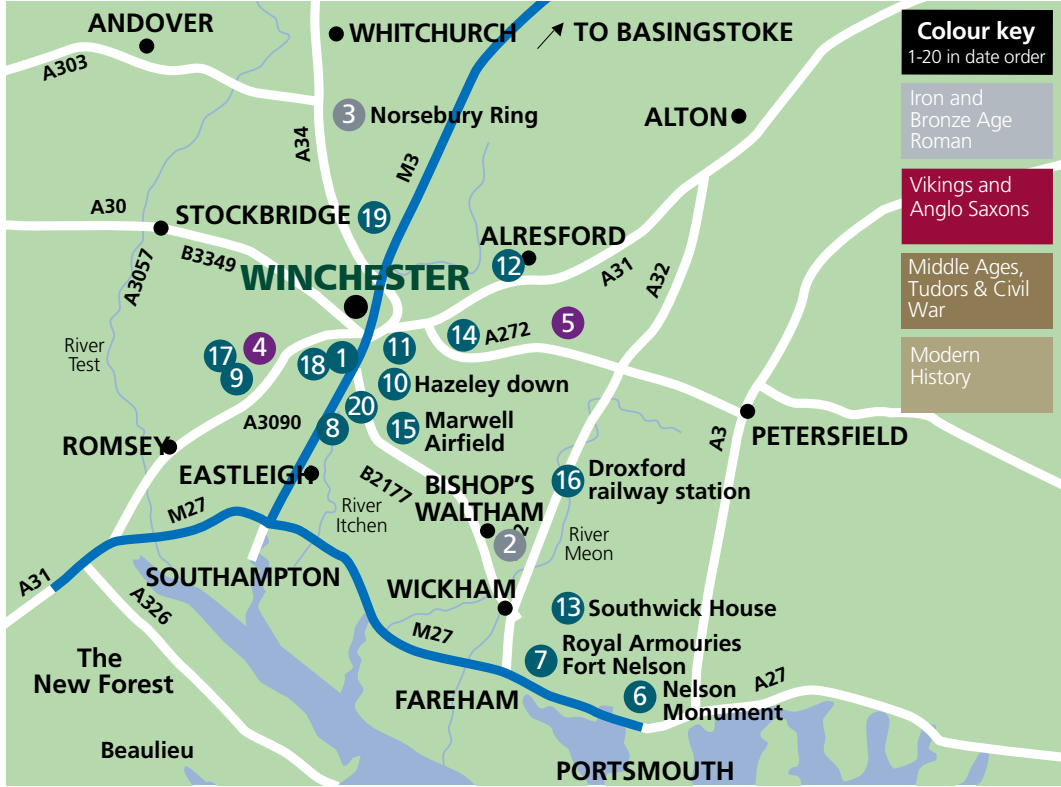 ANDOVER
WHITCHURCH
TO BASINGSTOKE
Colour key
1-20 in date order
A303
3 Norsebury Ring
ALTON
Iron and
Bronze Age
Roman
A34
M3
A30
STOCKBRIDGE
19
Vikings and
Anglo Saxons
B3349
A3057
ALRESFORD
12
A31
A32
WINCHESTER
Middle Ages,
Tudors & Civil
War
River
Test
17
4
9
18
1
11
14
A272
5
Modern
History
10 Hazeley down
20
A3090
8
15 Marwell
Airfield
A3
PETERSFIELD
ROMSEY
EASTLEIGH
B2177
BISHOP'S
WALTHAM
16 Droxford
railway station
M27
River
Itchen
2
2
River
Meon
A31
SOUTHAMPTON
A326
WICKHAM
13 Southwick House
M27
The
New Forest
7 Royal Armouries
Fort Nelson
FAREHAM
6 Nelson
Monument
A27
Beaulieu
PORTSMOUTH